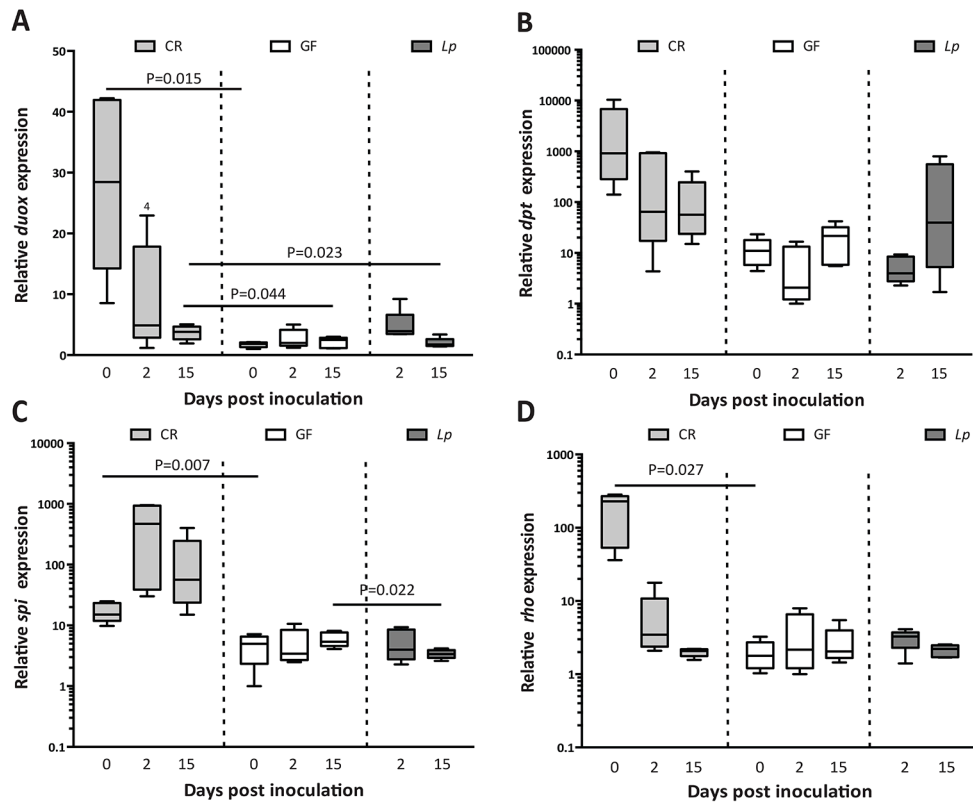 A
CR
GF
Lp
50
40
30
20
10
0
Relative duox expression
P=0.015
4
P=0.023
P=0.044
0
2
15
0
2
15
2
15
Days post inoculation
B
CR
GF
Lp
100000
10000
1000
100
10
1
0.1
Relative dpt expression
0
2
15
0
2
15
2
15
Days post inoculation
C
CR
GF
Lp
10000
1000
100
10
1
0.1
Relative spi expression
P=0.007
P=0.022
0
2
15
0
2
15
2
15
Days post inoculation
D
CR
GF
Lp
1000
100
10
1
0.1
Relative rho expression
P=0.027
0
2
15
0
2
15
2
15
Days post inoculation